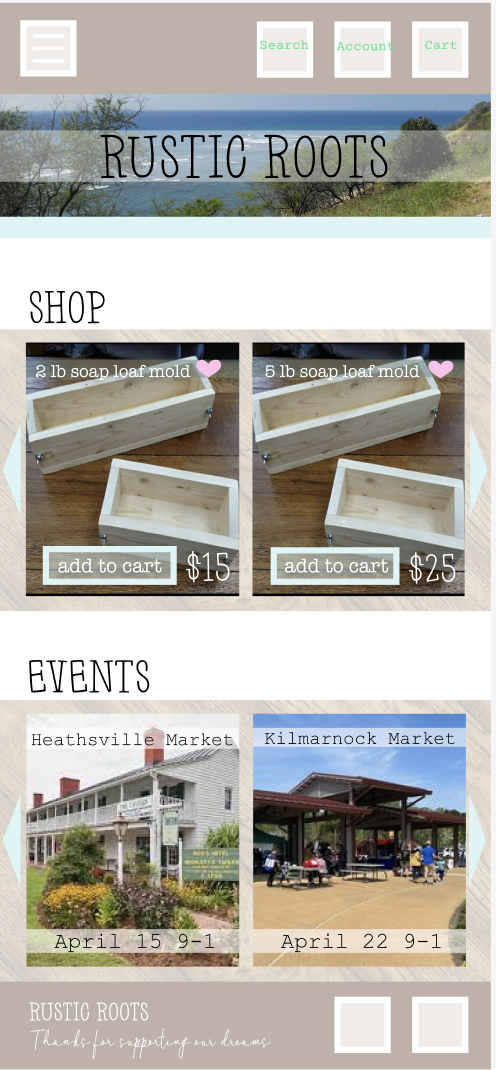 Search Account Cart
RUSTIC ROOTS
SHOP
2 lb soap loaf mold
add to cart $15
5 lb soap loaf mold
add to cart $25
EVENTS
Heathsville Market
April 15 9-1
Kilmarnock Market
April 22 9-1
RUSTIC ROOTS
Thanks for supporting our dreams